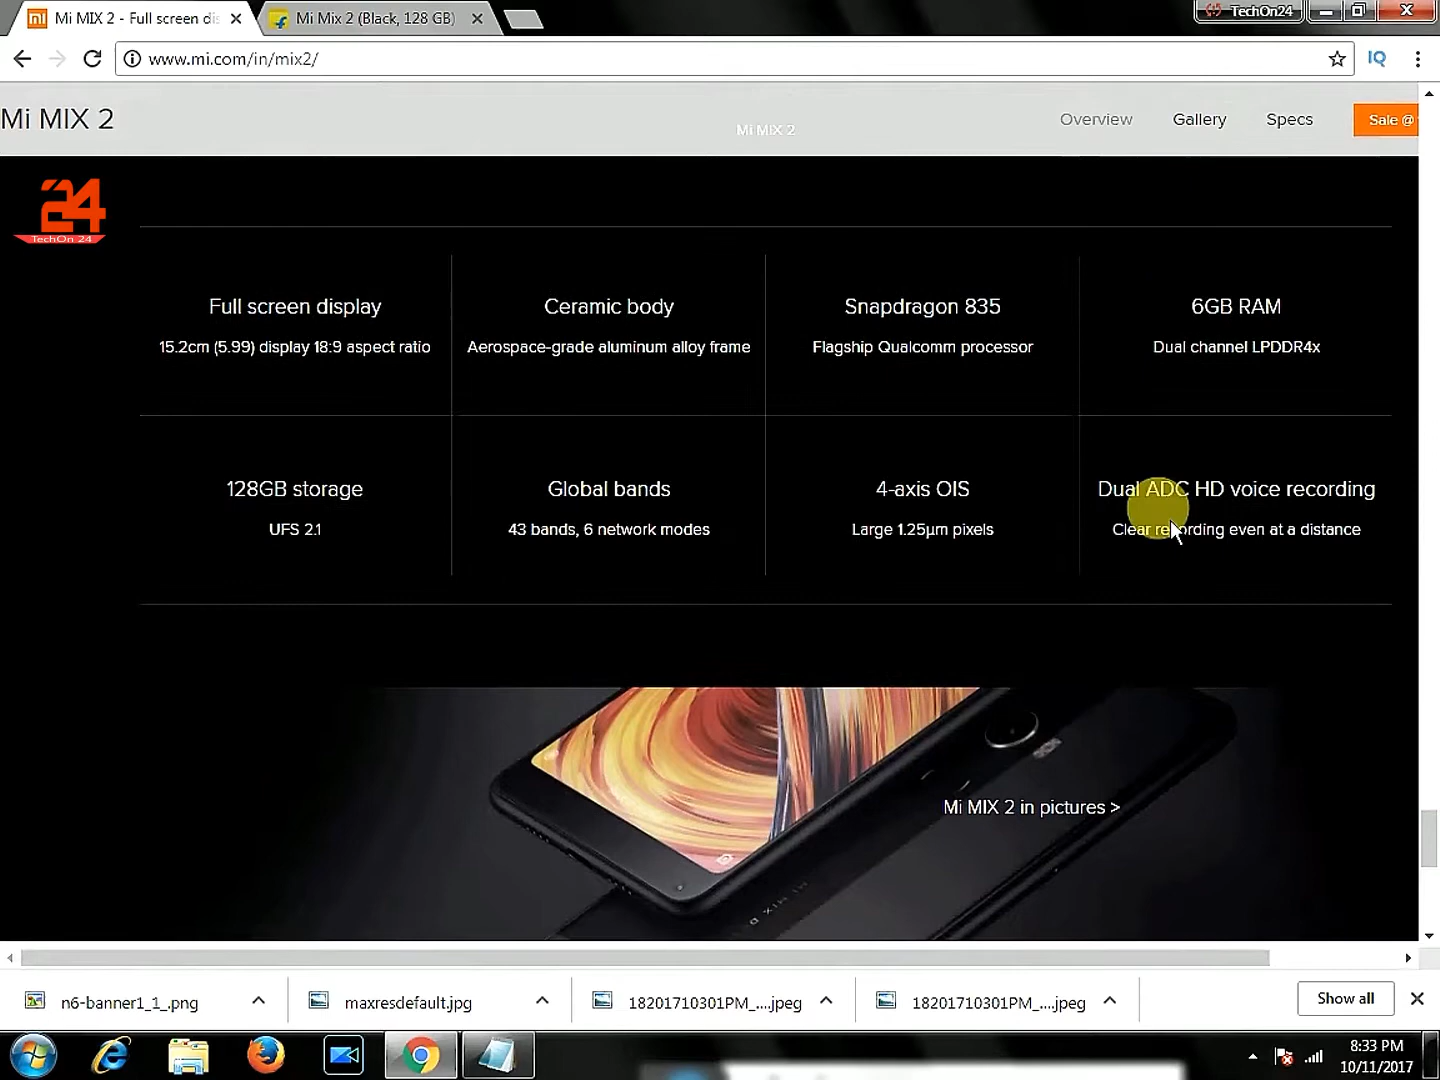 Mi MIX 2 - Full screen dis
Mi Mix 2 (Black, 128 GB)
TechOn24
www.mi.com/in/mix2/
IQ
Mi MIX 2
Mi MIX 2
Overview
Gallery
Specs
Sale @
24
TechOn 24
Full screen display
Ceramic body
Snapdragon 835
6GB RAM
15.2cm (5.99) display 18:9 aspect ratio
Aerospace-grade aluminum alloy frame
Flagship Qualcomm processor
Dual channel LPDDR4x
128GB storage
Global bands
4-axis OIS
Dual ADC HD voice recording
UFS 2.1
43 bands, 6 network modes
Large 1.25µm pixels
Clear recording even at a distance
Mi MIX 2 in pictures >
MIX D
n6-banner1_1_.png
maxresdefault.jpg
18201710301PM_....jpeg
18201710301PM_....jpeg
Show all
8:33 PM
10/11/2017